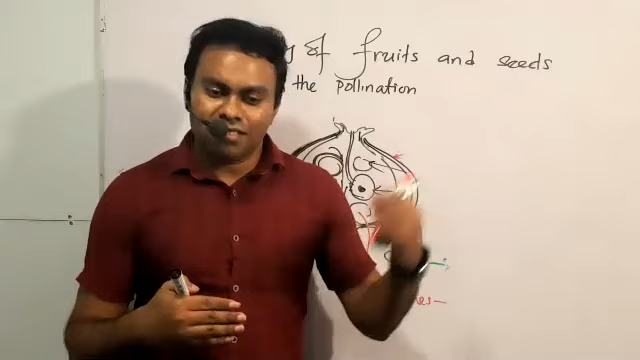 of fruits and seeds
the pollination